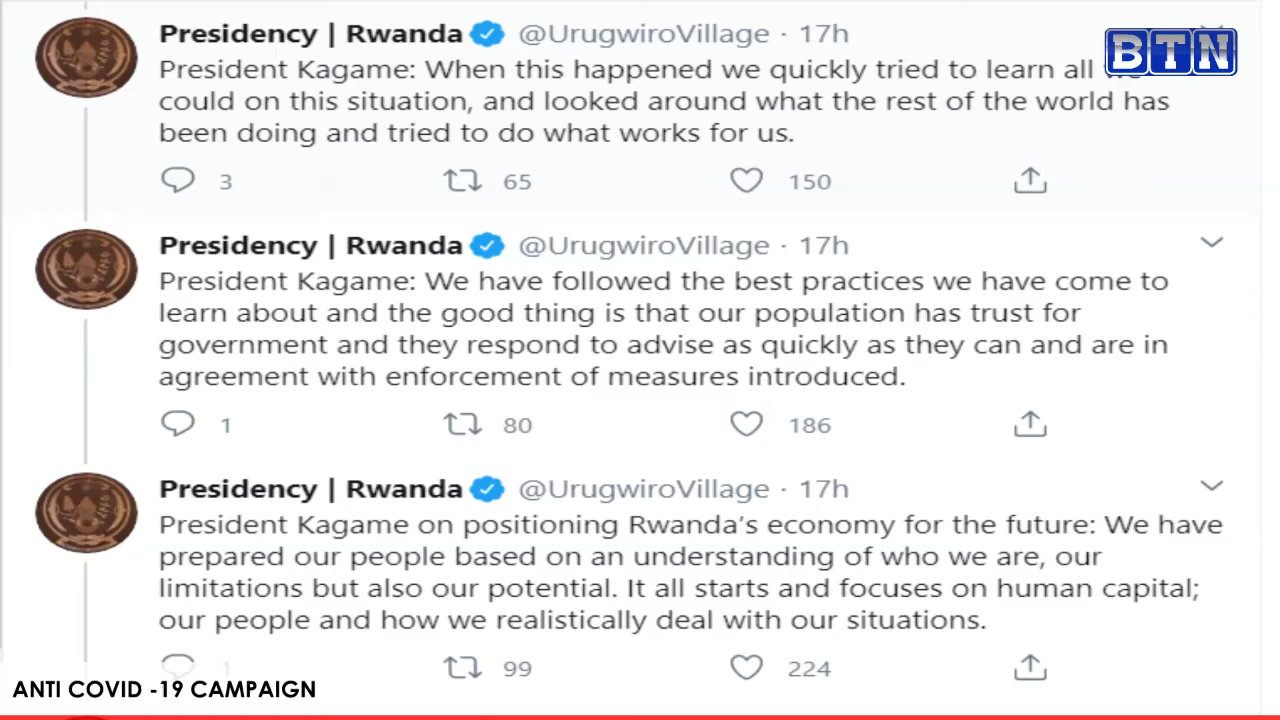 Presidency | Rwanda @UrugwiroVillage · 17h
BTN
President Kagame: When this happened we quickly tried to learn all we
could on this situation, and looked around what the rest of the world has
been doing and tried to do what works for us.
3 65 150
Presidency | Rwanda @UrugwiroVillage · 17h
President Kagame: We have followed the best practices we have come to
learn about and the good thing is that our population has trust for
government and they respond to advise as quickly as they can and are in
agreement with enforcement of measures introduced.
1 80 186
Presidency | Rwanda @UrugwiroVillage · 17h
President Kagame on positioning Rwanda's economy for the future: We have
prepared our people based on an understanding of who we are, our
limitations but also our potential. It all starts and focuses on human capital;
our people and how we realistically deal with our situations.
1 99 224
ANTI COVID -19 CAMPAIGN